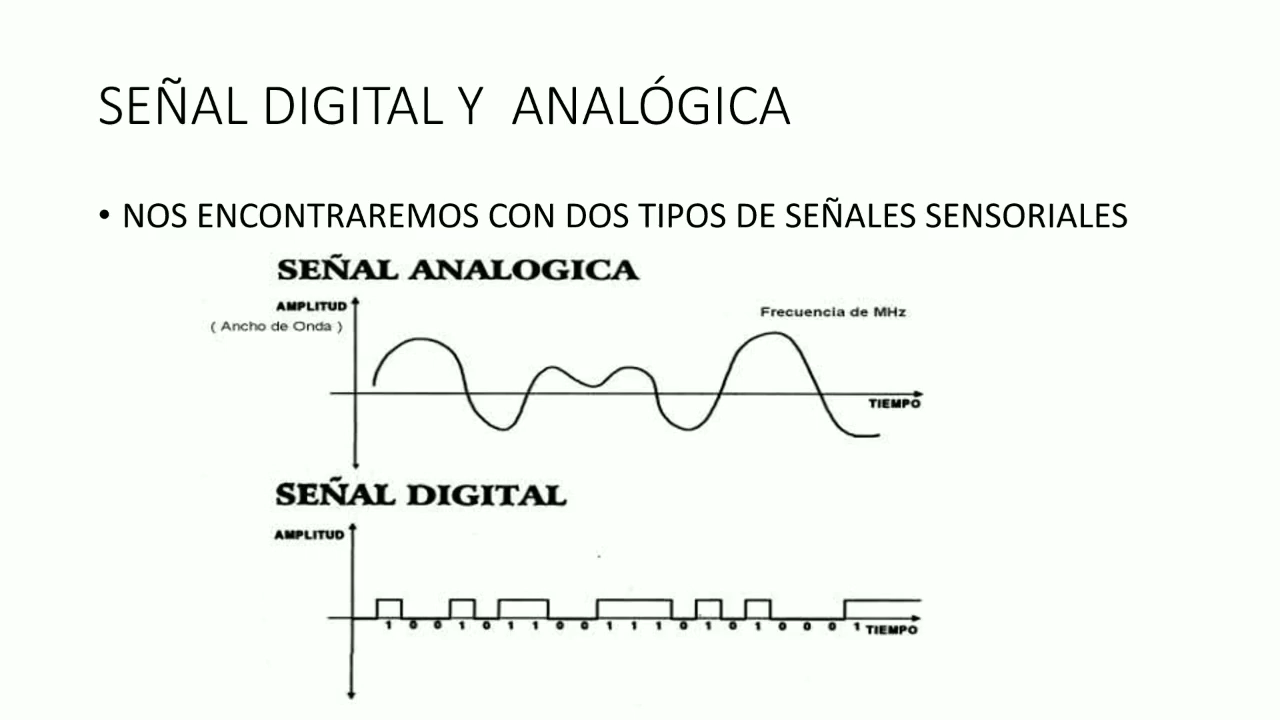 SEÑAL DIGITAL Y ANALÓGICA
• NOS ENCONTRAREMOS CON DOS TIPOS DE SEÑALES SENSORIALES
SEÑAL ANALOGICA
AMPLITUD
( Ancho de Onda )
Frecuencia de MHz
TIEMPO
SEÑAL DIGITAL
AMPLITUD
1 0 0 1 0 1 1 0 0 1 1 1 0 1 0 1 0 0 0 1 TIEMPO